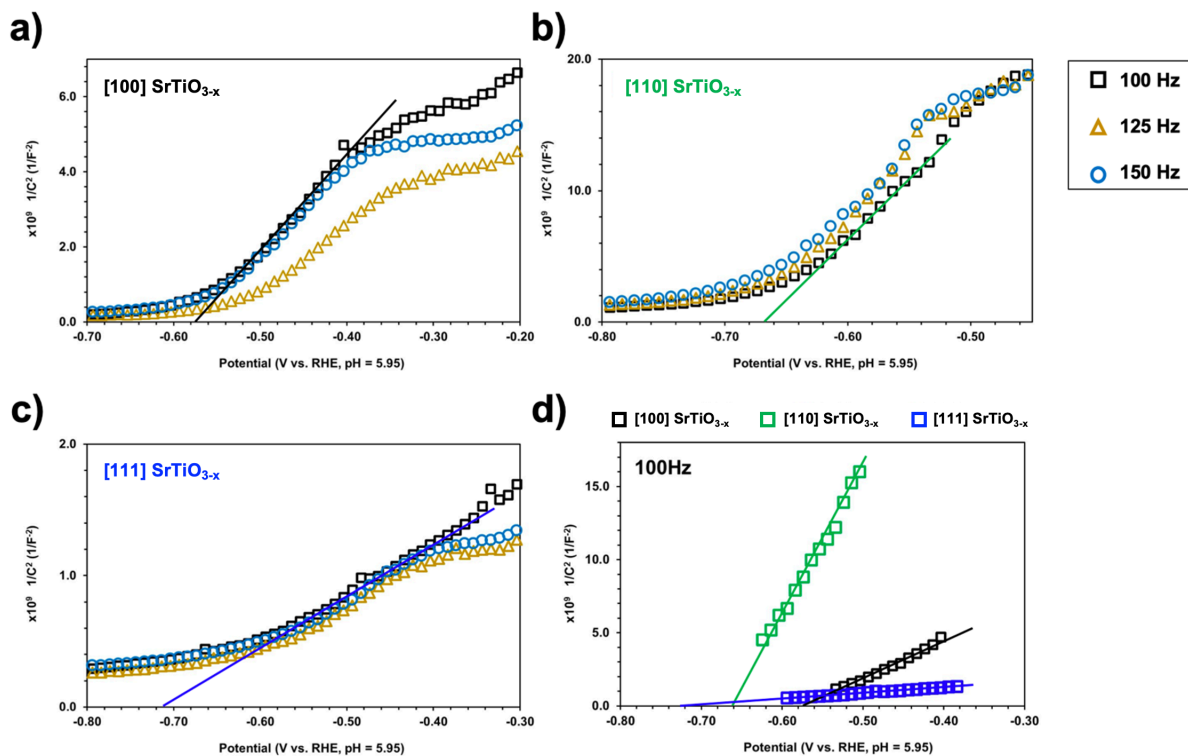 a)
[100] SrTiO3-x
6.0
4.0
2.0
0.0
x10⁹ 1/C² (1/F⁻²)
-0.70 -0.60 -0.50 -0.40 -0.30 -0.20
Potential (V vs. RHE, pH = 5.95)
b)
[110] SrTiO3-x
20.0
10.0
0.0
x10⁹ 1/C² (1/F⁻²)
-0.80 -0.70 -0.60 -0.50
Potential (V vs. RHE, pH = 5.95)
100 Hz
125 Hz
150 Hz
c)
[111] SrTiO3-x
2.0
1.0
0.0
x10⁹ 1/C² (1/F⁻²)
-0.80 -0.70 -0.60 -0.50 -0.40 -0.30
Potential (V vs. RHE, pH = 5.95)
d)
[100] SrTiO3-x [110] SrTiO3-x [111] SrTiO3-x
100Hz
15.0
10.0
5.0
0.0
x10⁹ 1/C² (1/F⁻²)
-0.80 -0.70 -0.60 -0.50 -0.40 -0.30
Potential (V vs. RHE, pH = 5.95)